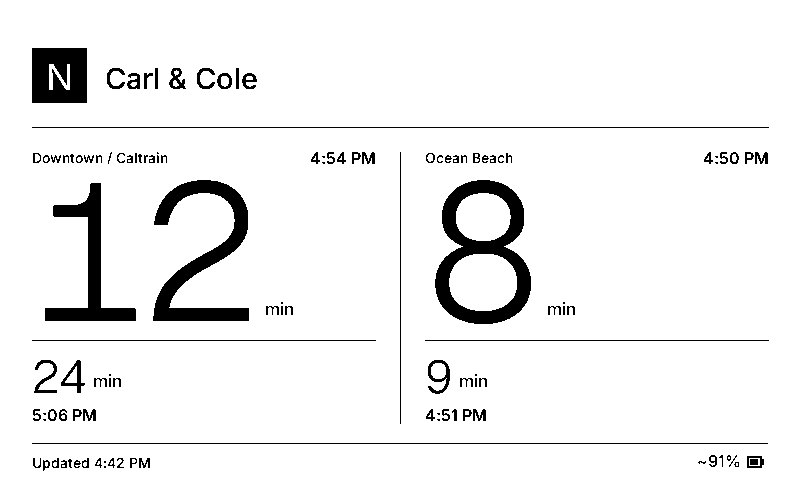 N Carl & Cole
Downtown / Caltrain 4:54 PM
12 min
24 min
5:06 PM
Ocean Beach 4:50 PM
8 min
9 min
4:51 PM
Updated 4:42 PM
~91%